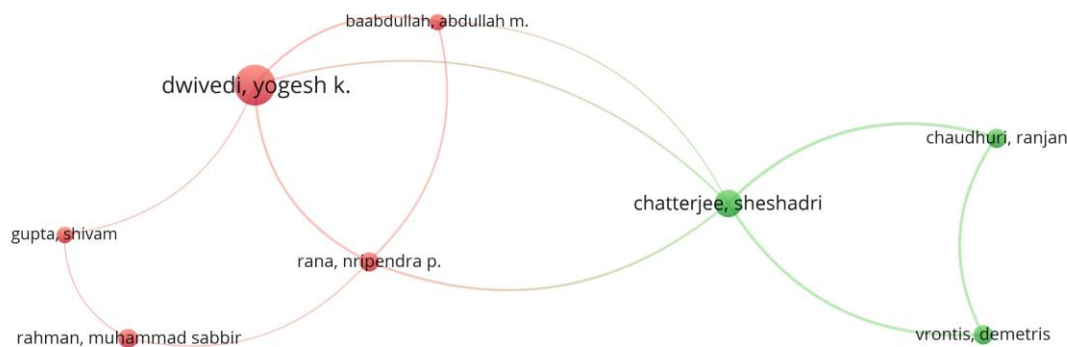 baabdullah, abdullah m.
dwivedi, yogesh k.
chaudhuri, ranjan
chatterjee, sheshadri
gupta, shivam
rana, nripendra p.
rahman, muhammad sabbir
vrontis, demetris